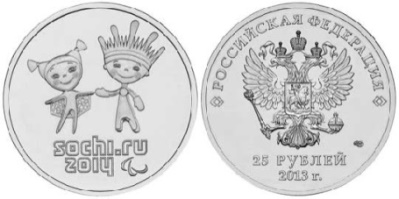 sochi.ru
2014
РОССИЙСКАЯ ФЕДЕРАЦИЯ
25 РУБЛЕЙ
2013 г.